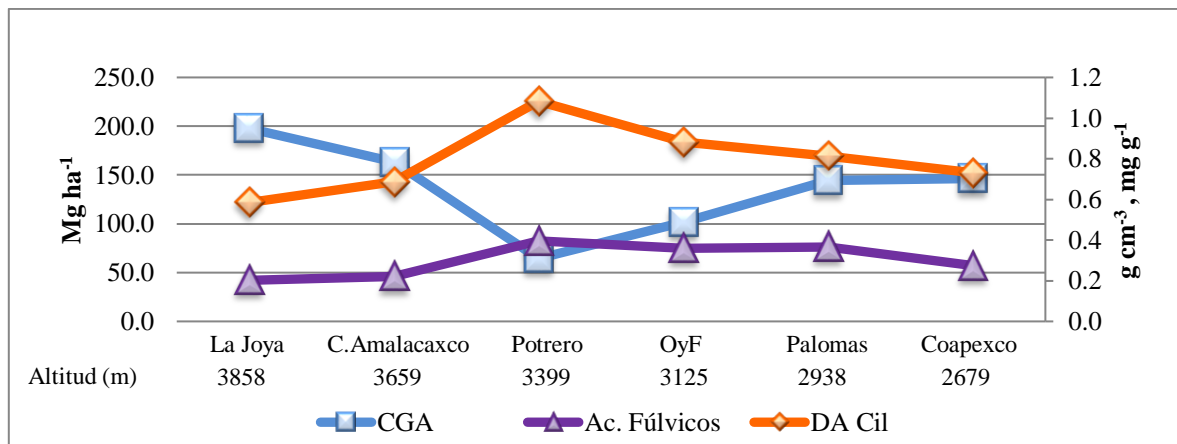 250.0
200.0
150.0
100.0
50.0
0.0
Mg ha-1
1.2
1.0
0.8
0.6
0.4
0.2
0.0
g cm-3 , mg g-1
La Joya C.Amalacaxco Potrero OyF Palomas Coapexco
Altitud (m) 3858 3659 3399 3125 2938 2679
CGA Ac. Fúlvicos DA Cil